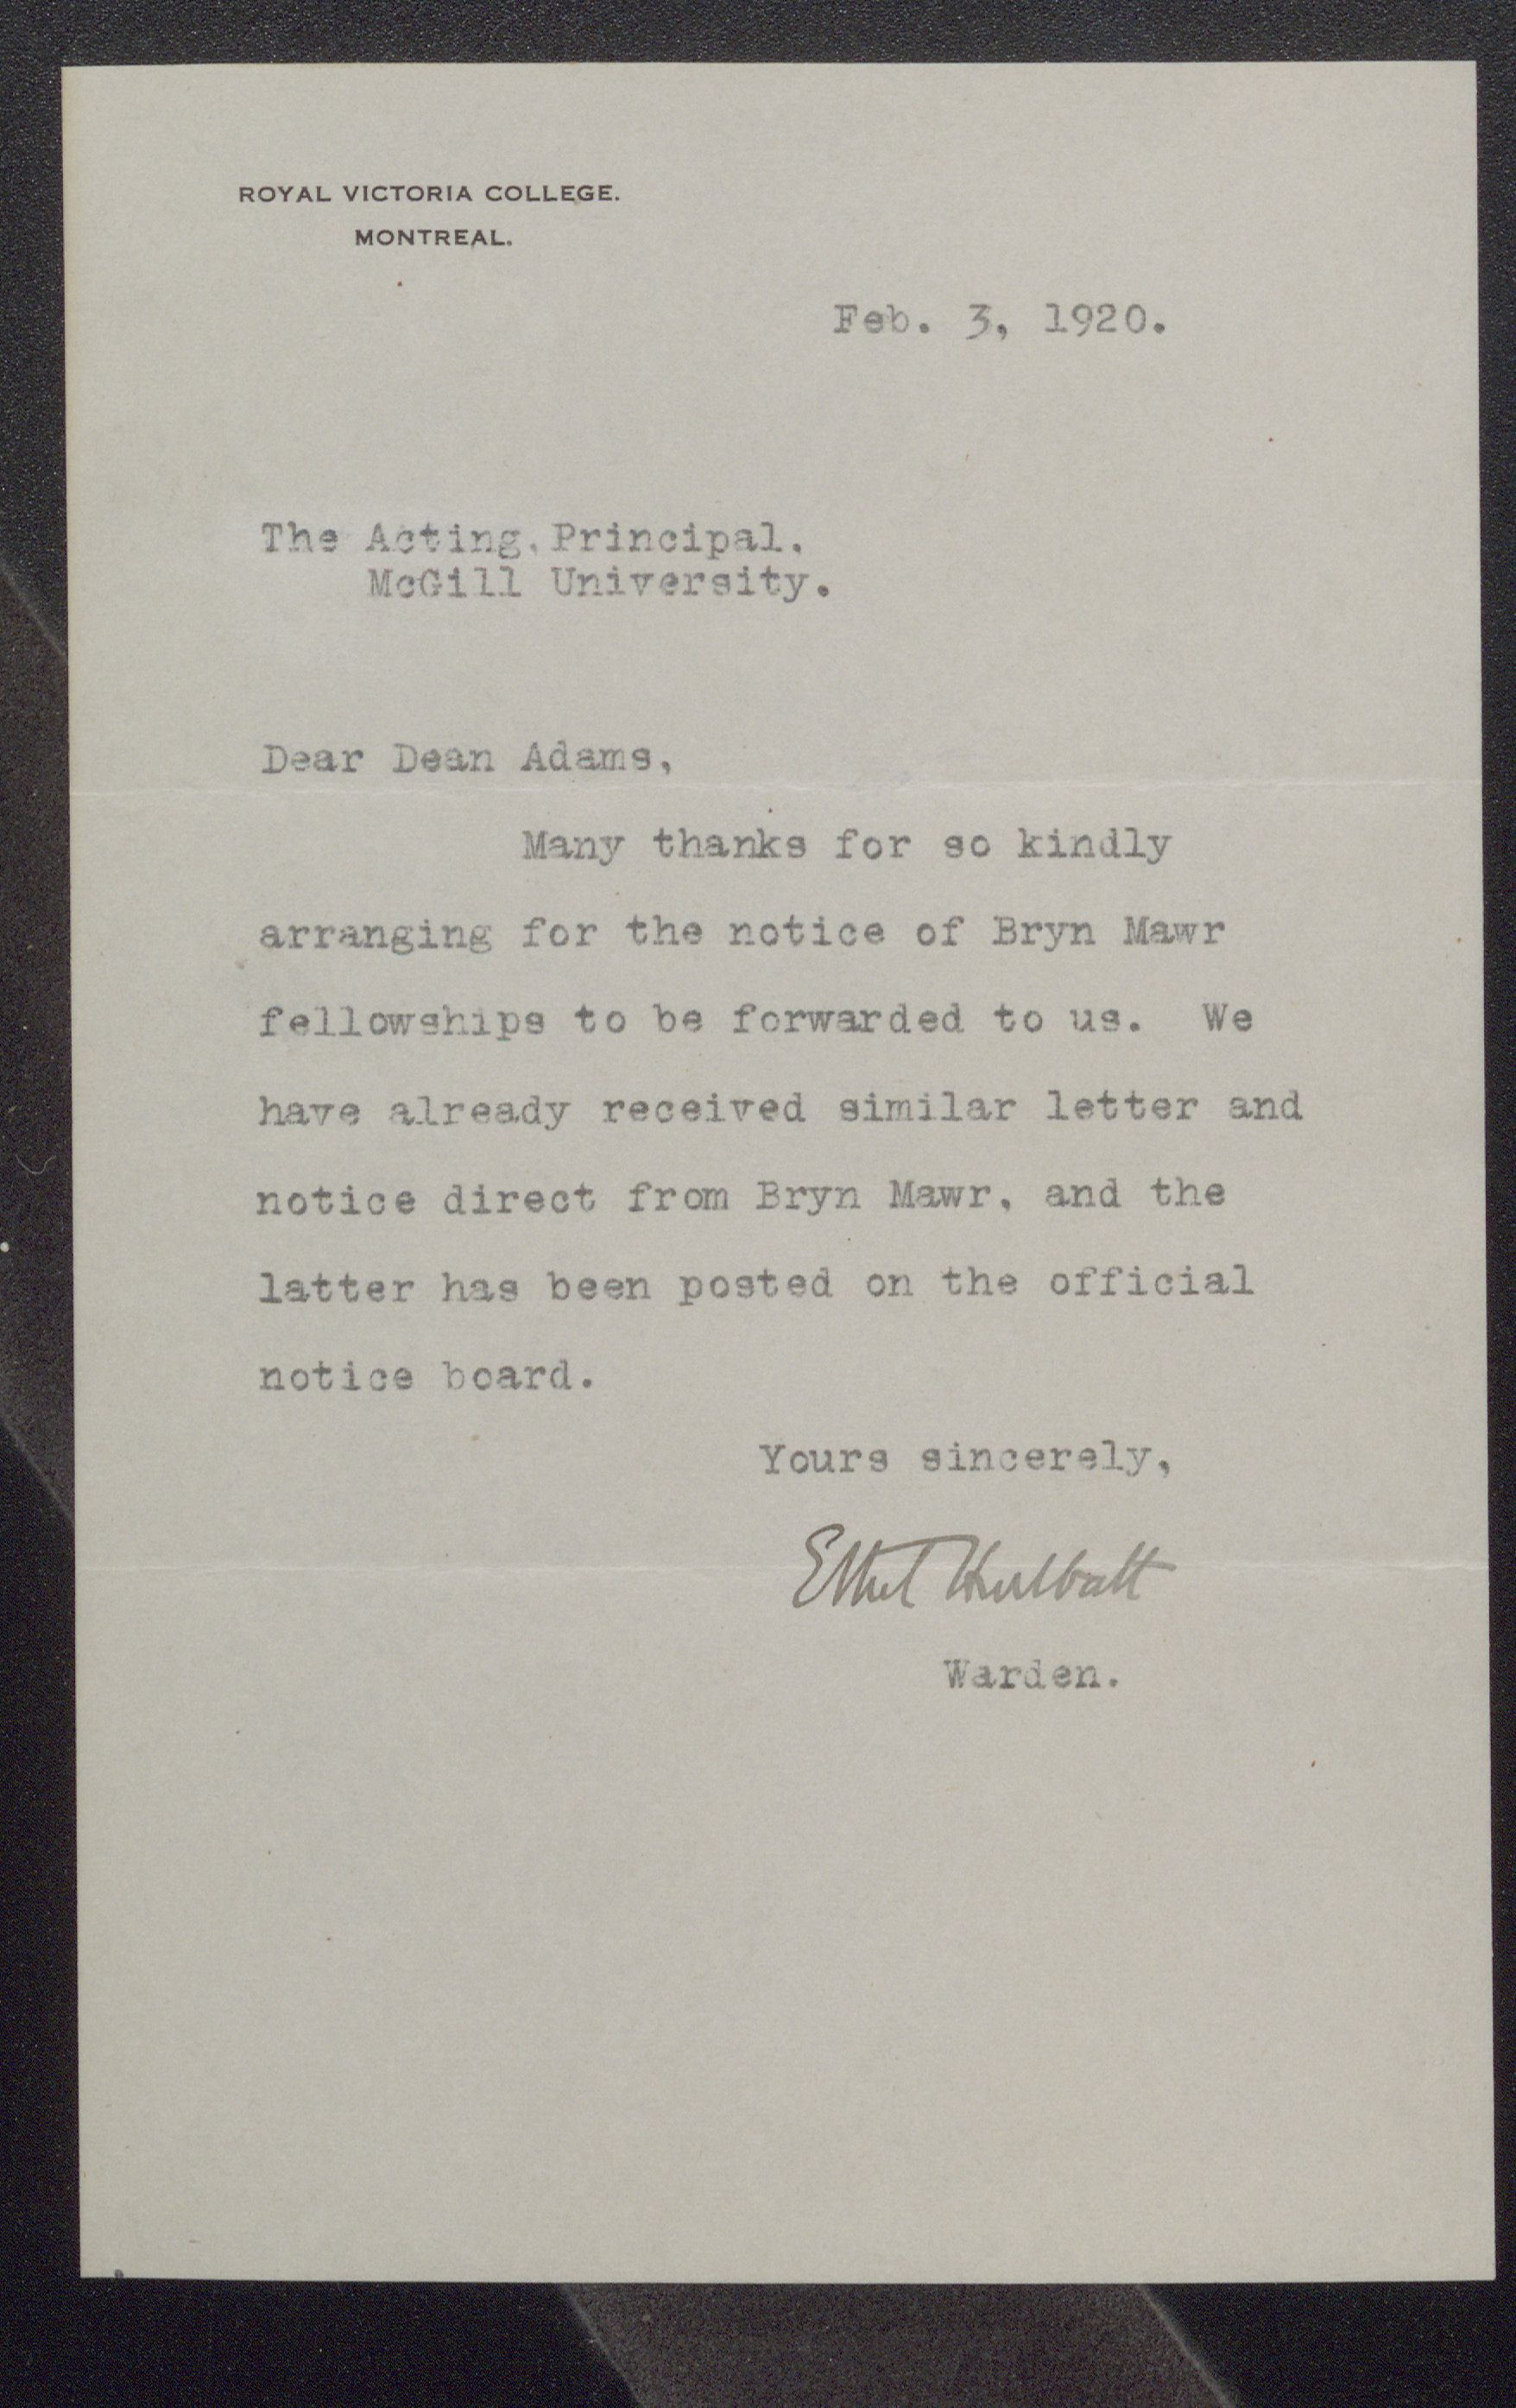 ROYAL VICTORIA COLLEGE.
MONTREAL.
Feb. 3, 1920.
The Acting, Principal,
McGill University.
Dear Dean Adams,
Many thanks for so kindly
arranging for the notice of Bryn Mawr
fellowships to be forwarded to us. We
have already received similar letter and
notice direct from Bryn Mawr, and the
latter has been posted on the official
notice board.
Yours sincerely,
Ethel Hurlbatt
Warden.